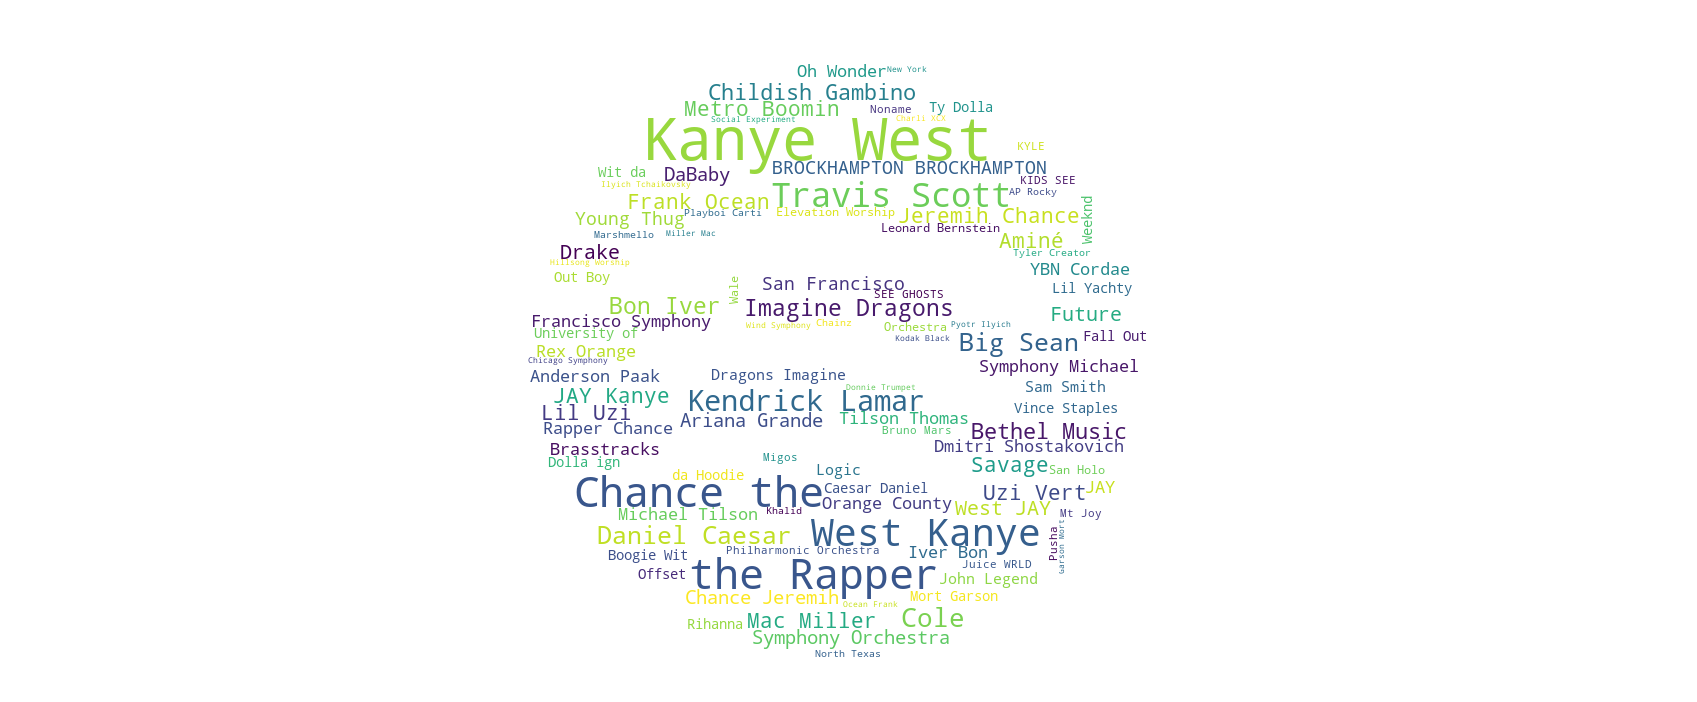 Oh Wonder
New York
Childish Gambino
Metro Boomin
Noname
Ty Dolla
Social Experiment
Charli XCX
Kanye West
KYLE
BROCKHAMPTON BROCKHAMPTON
Wit da
DaBaby
KIDS SEE
Ilyich Tchaikovsky
Travis Scott
AP Rocky
Frank Ocean
Young Thug
Playboi Carti
Elevation Worship
Jeremih Chance
Weeknd
Leonard Bernstein
Marshmello
Miller Mac
Aminé
Drake
Tyler Creator
Hillsong Worship
YBN Cordae
Out Boy
San Francisco
Lil Yachty
Wale
SEE GHOSTS
Bon Iver
Imagine Dragons
Future
Francisco Symphony
Wind Symphony
Chainz
Orchestra
Pyotr Ilyich
University of
Kodak Black
Big Sean
Fall Out
Rex Orange
Chicago Symphony
Symphony Michael
Anderson Paak
Dragons Imagine
Donnie Trumpet
Sam Smith
JAY Kanye
Kendrick Lamar
Lil Uzi
Vince Staples
Ariana Grande
Tilson Thomas
Rapper Chance
Bruno Mars
Bethel Music
Brasstracks
Dmitri Shostakovich
Dolla ign
Migos
Logic
Savage
San Holo
da Hoodie
Chance the
Caesar Daniel
Uzi Vert
JAY
Orange County
West JAY
Michael Tilson
Khalid
Mt Joy
Daniel Caesar
West Kanye
Pusha
Garson Mort
Boogie Wit
Philharmonic Orchestra
Iver Bon
Juice WRLD
Offset
the Rapper
John Legend
Chance Jeremih
Ocean Frank
Mort Garson
Rihanna
Mac Miller
Cole
Symphony Orchestra
North Texas